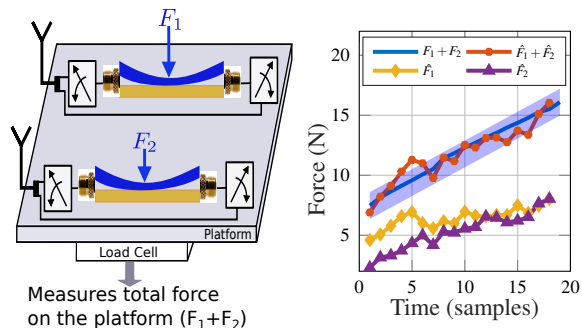 F₁
F₂
Platform
Load Cell
Measures total force
on the platform (F₁+F₂)
F₁ + F₂
F̂₁ + F̂₂
F̂₁
F̂₂
Force (N)
20
15
10
5
0
5
10
15
20
Time (samples)